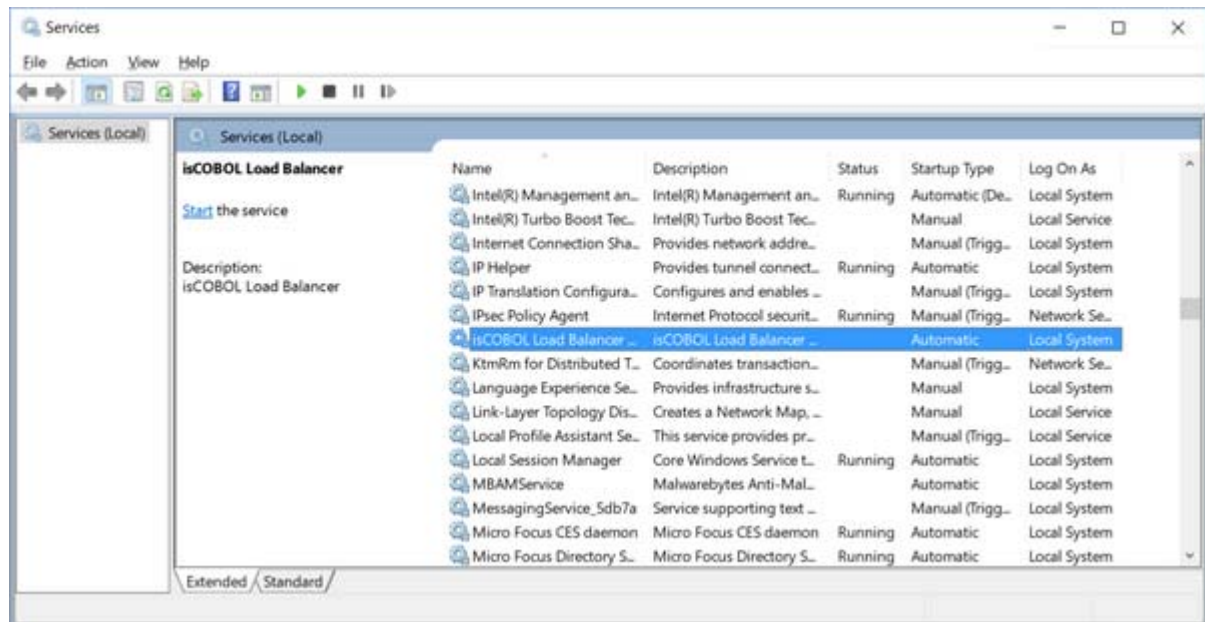 Services
File Action View Help
Services (Local)
Services (Local)
isCOBOL Load Balancer
Start the service
Description:
isCOBOL Load Balancer
Name Description Status Startup Type Log On As
Intel(R) Management an... Intel(R) Management an... Running Automatic (De... Local System
Intel(R) Turbo Boost Tec... Intel(R) Turbo Boost Tec... Manual Local Service
Internet Connection Sha... Provides network addre... Manual (Trigg... Local System
IP Helper Provides tunnel connect... Running Automatic Local System
IP Translation Configura... Configures and enables ... Manual (Trigg... Local System
IPsec Policy Agent Internet Protocol securit... Running Manual (Trigg... Network Se...
isCOBOL Load Balancer ... isCOBOL Load Balancer ... Automatic Local System
KtmRm for Distributed T... Coordinates transaction... Manual (Trigg... Network Se...
Language Experience Se... Provides infrastructure s... Manual Local System
Link-Layer Topology Dis... Creates a Network Map, ... Manual Local Service
Local Profile Assistant Se... This service provides pr... Manual (Trigg... Local Service
Local Session Manager Core Windows Service t... Running Automatic Local System
MBAMService Malwarebytes Anti-Mal... Automatic Local System
MessagingService_5db7a Service supporting text ... Manual (Trigg... Local System
Micro Focus CES daemon Micro Focus CES daemon Running Automatic Local System
Micro Focus Directory S... Micro Focus Directory S... Running Automatic Local System
Extended Standard